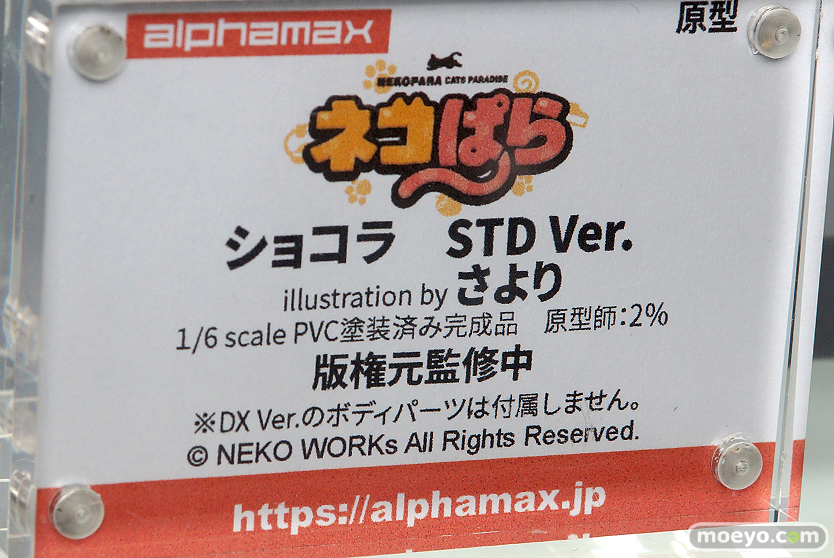 alphamax
原型
NEKOPARA CATS PARADISE
ネコぱら
ショコラ STD Ver.
illustration by さより
1/6 scale PVC塗装済み完成品 原型師：2%
版権元監修中
※DX Ver.のボディパーツは付属しません。
© NEKO WORKs All Rights Reserved.
https://alphamax.jp
moeyo.com